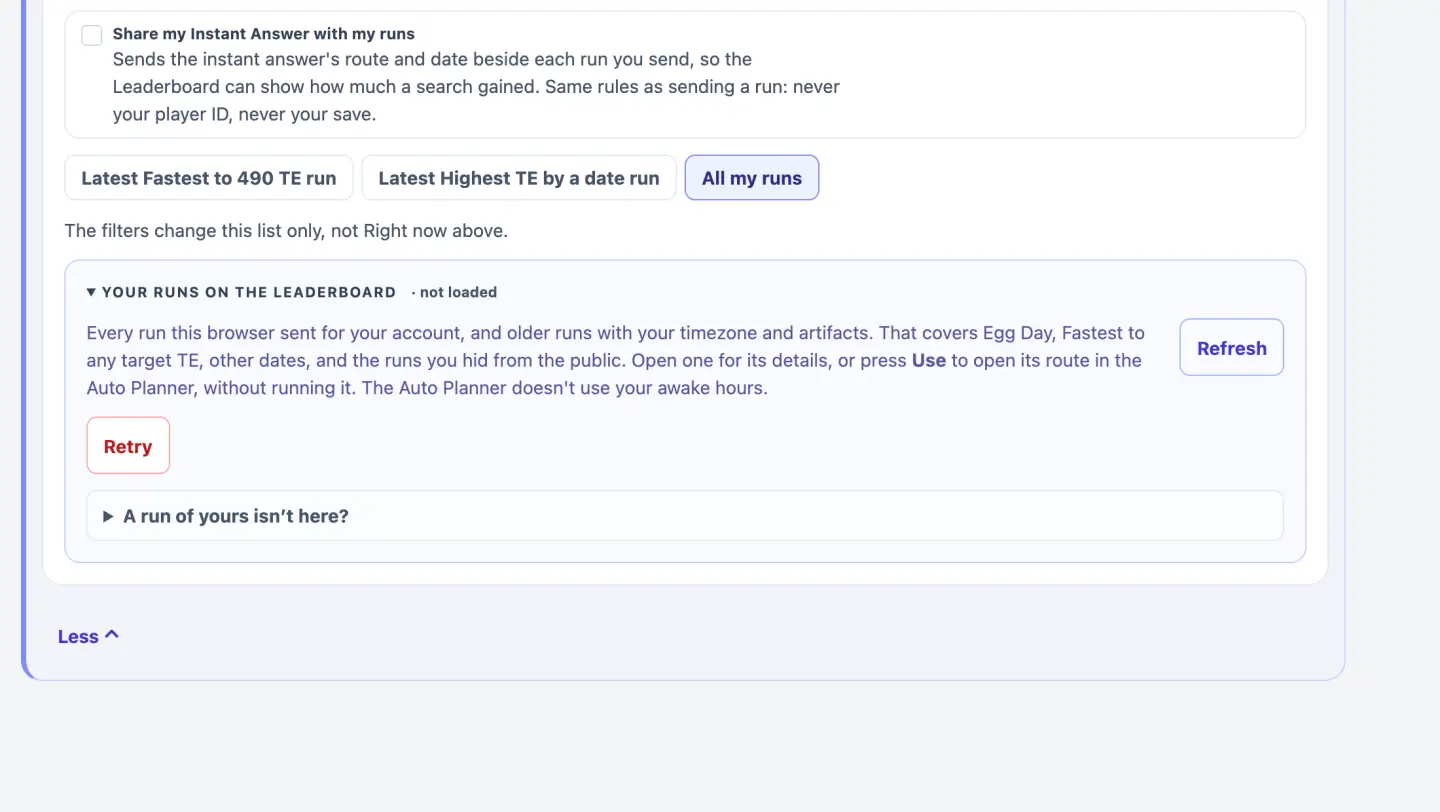 Share my Instant Answer with my runs
Sends the instant answer's route and date beside each run you send, so the
Leaderboard can show how much a search gained. Same rules as sending a run: never
your player ID, never your save.
Latest Fastest to 490 TE run
Latest Highest TE by a date run
All my runs
The filters change this list only, not Right now above.
▼ YOUR RUNS ON THE LEADERBOARD · not loaded
Every run this browser sent for your account, and older runs with your timezone and artifacts. That covers Egg Day, Fastest to
any target TE, other dates, and the runs you hid from the public. Open one for its details, or press Use to open its route in the
Auto Planner, without running it. The Auto Planner doesn't use your awake hours.
Refresh
Retry
▶ A run of yours isn’t here?
Less